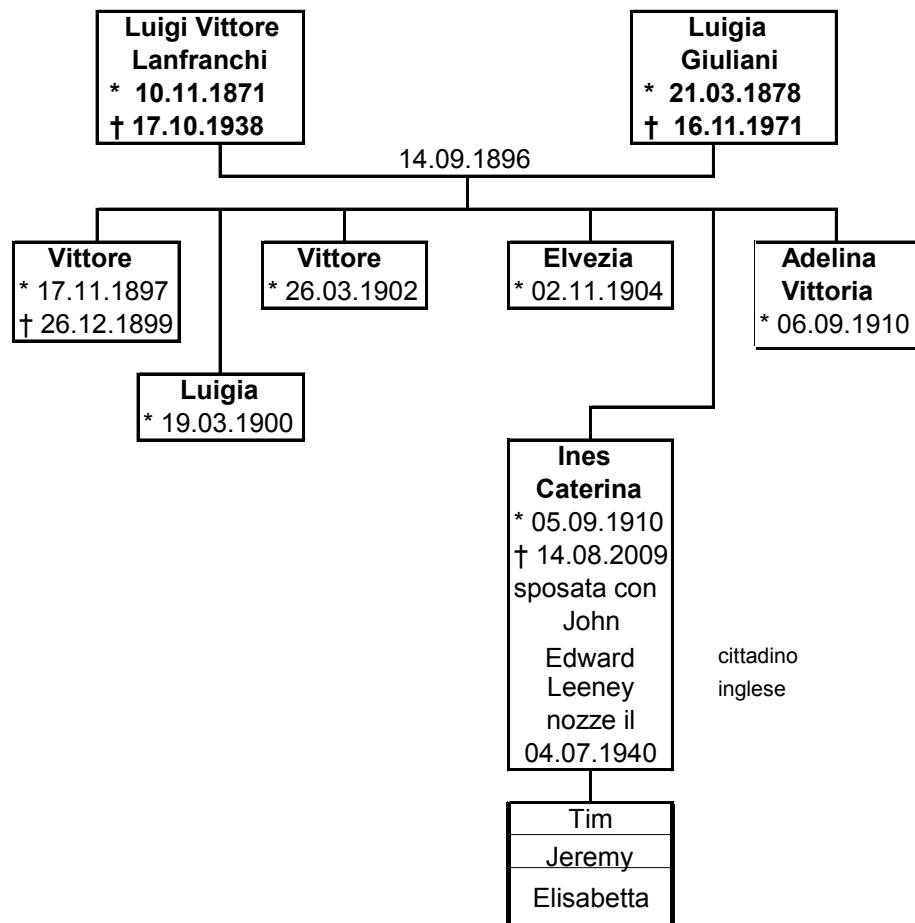 Luigi Vittore
Lanfranchi
* 10.11.1871
† 17.10.1938
Luigia
Giuliani
* 21.03.1878
† 16.11.1971
14.09.1896
Vittore
* 17.11.1897
† 26.12.1899
Vittore
* 26.03.1902
Elvezia
* 02.11.1904
Adelina
Vittoria
* 06.09.1910
Luigia
* 19.03.1900
Ines
Caterina
* 05.09.1910
† 14.08.2009
sposata con
John
Edward
Leeney
nozze il
04.07.1940
cittadino
inglese
Tim
Jeremy
Elisabetta